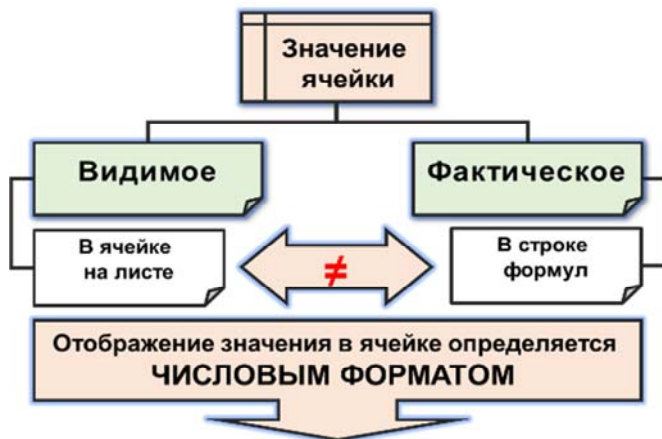 Значение
ячейки
Видимое
Фактическое
В ячейке
на листе
≠
В строке
формул
Отображение значения в ячейке определяется
ЧИСЛОВЫМ ФОРМАТОМ